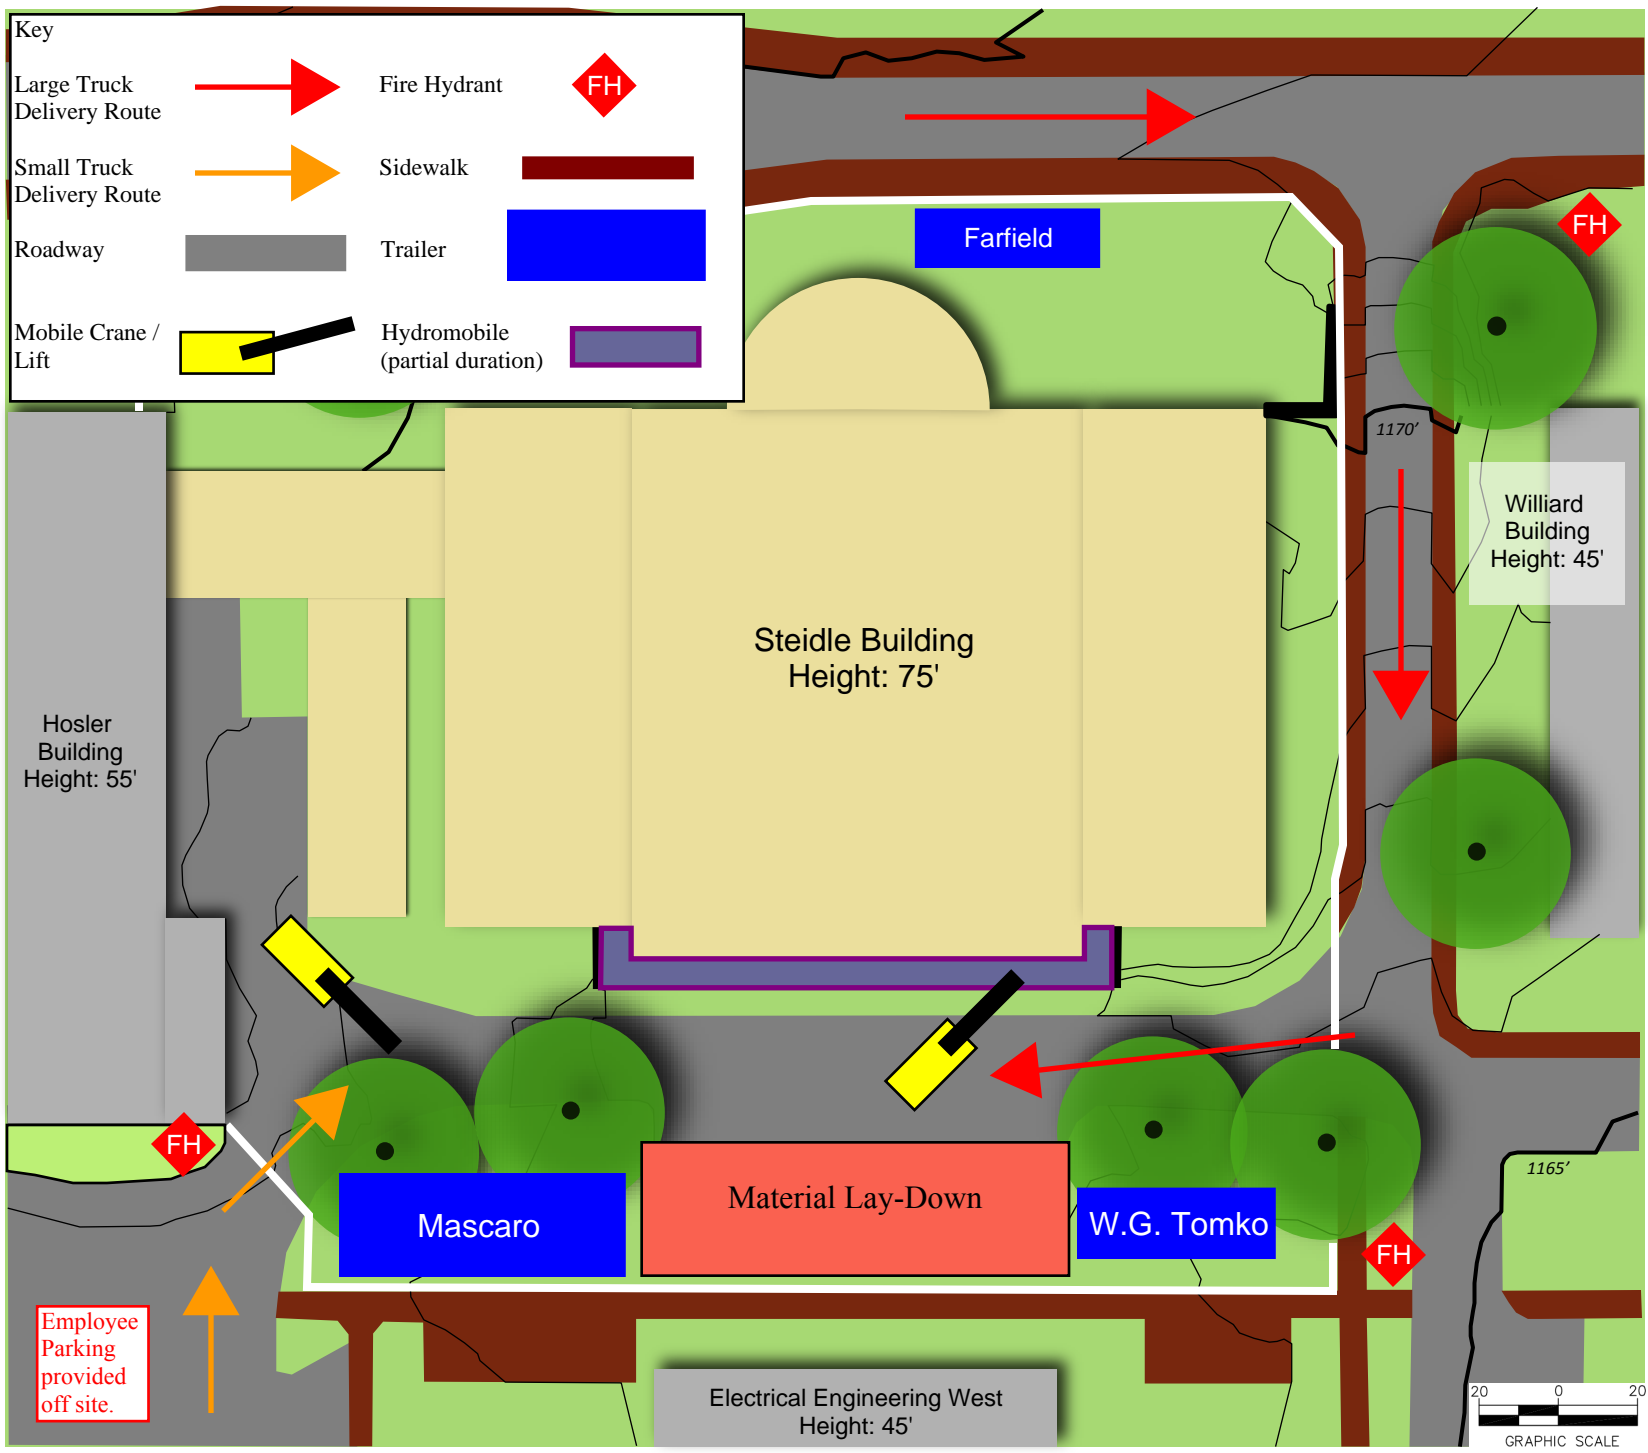 Key
Large Truck
Delivery Route
Fire Hydrant
FH
Small Truck
Delivery Route
Sidewalk
Roadway
Trailer
Mobile Crane /
Lift
Hydromobile
(partial duration)
Farfield
FH
1170'
Williard
Building
Height: 45'
Steidle Building
Height: 75'
Hosler
Building
Height: 55'
FH
Mascaro
Material Lay-Down
W.G. Tomko
FH
1165'
Employee
Parking
provided
off site.
Electrical Engineering West
Height: 45'
20 0 20
GRAPHIC SCALE